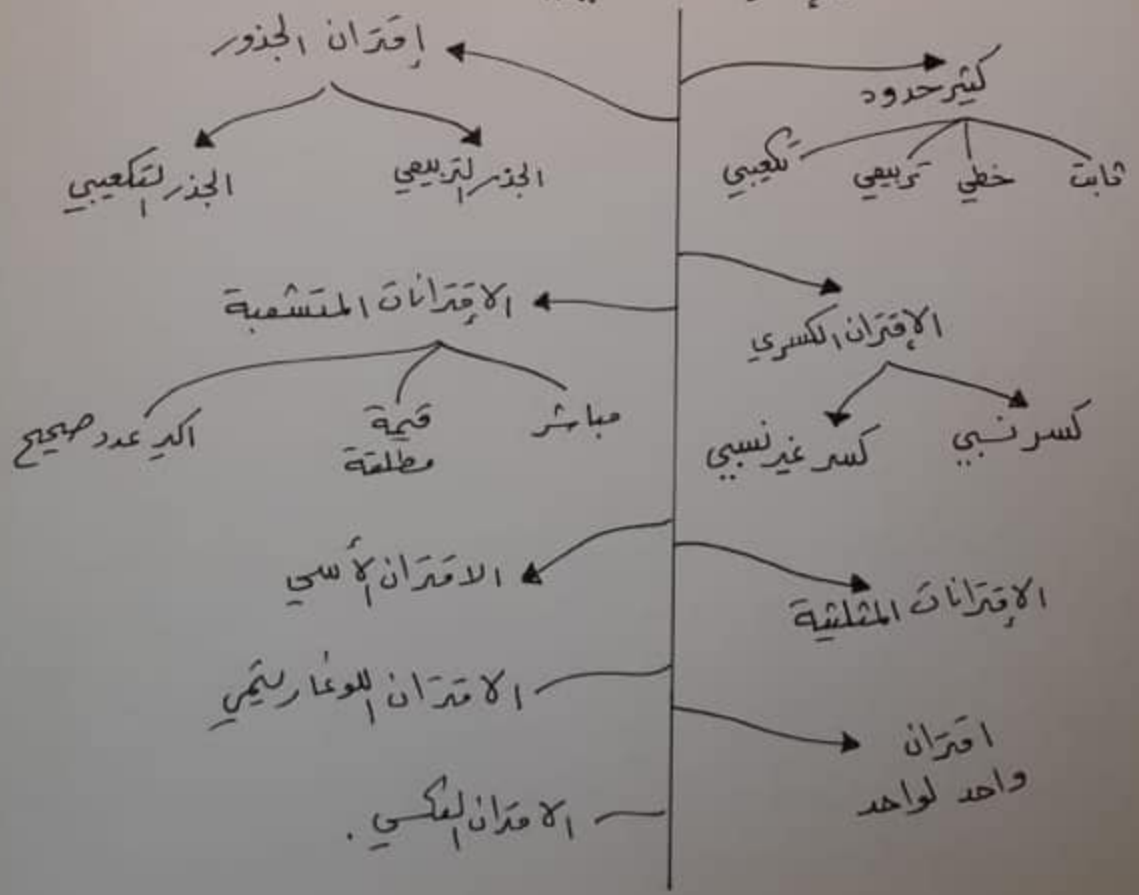 كثير حدود
ثابت
خطي
تربيعي
تكعيبي
الإقتران الكسري
كسر نسبي
كسر غير نسبي
الإقترانات المثلثية
اقتران
واحد لواحد
إقتران الجذور
الجذر التربيعي
الجذر التكعيبي
الإقترانات المتشعبة
مباشر
قيمة
مطلقة
اكبر عدد صحيح
الاقتران الأسي
الاقتران اللوغاريتمي
الاقتران العكسي .